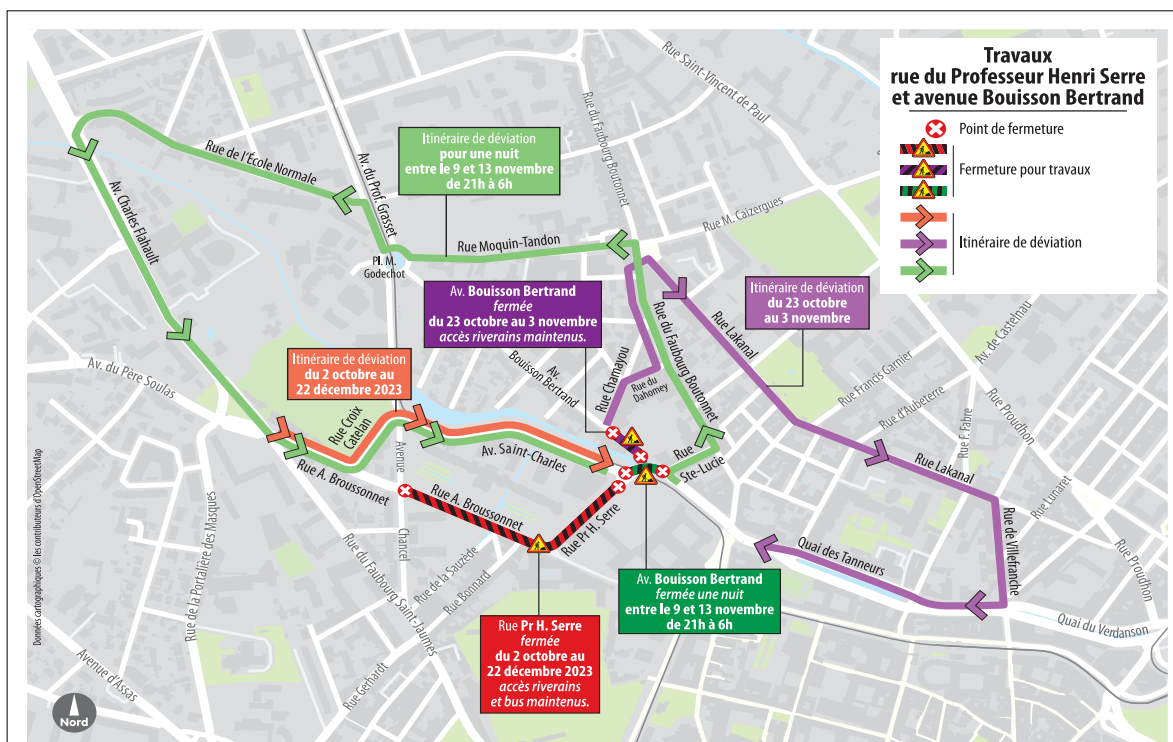 Travaux
rue du Professeur Henri Serre
et avenue Bouisson Bertrand
Point de fermeture
Fermeture pour travaux
Itinéraire de déviation
Itinéraire de déviation
pour une nuit
entre le 9 et 13 novembre
de 21h à 6h
Av. Bouisson Bertrand
fermée
du 23 octobre au 3 novembre
accès riverains maintenus.
Itinéraire de déviation
du 23 octobre
au 3 novembre
Itinéraire de déviation
du 2 octobre au
22 décembre 2023
Av. Bouisson Bertrand
fermée une nuit
entre le 9 et 13 novembre
de 21h à 6h
Rue Pr H. Serre
fermée
du 2 octobre au
22 décembre 2023
accès riverains
et bus maintenus.
Rue Saint-Vincent de Paul
Rue du Faubourg Boutonnet
Rue de l'École Normale
Av. du Prof. Grasset
Av. Charles Flahault
Rue M. Caizergues
Rue Moquin-Tandon
Pl. M.
Godechot
Rue Lakanal
Av. de Castelnau
Rue du Faubourg Boutonnet
Rue Chamayou
Rue du
Dahomey
Av.
Bouisson Bertrand
Av. du Père Soulas
Rue Croix
Catelan
Rue Francis Garnier
Rue d'Aubeterre
Rue F. Fabre
Rue Proudhon
Rue A. Broussonnet
Avenue
Chancel
Av. Saint-Charles
Rue
Ste-Lucie
Rue Lakanal
Rue Lunaret
Rue A. Broussonnet
Rue Pr H. Serre
Rue de Villefranche
Rue Proudhon
Quai des Tanneurs
Quai du Verdanson
Rue de la Portalière des Masques
Rue du Faubourg Saint-Jaumes
Rue de la Sauzède
Rue Bonnard
Rue Gerhardt
Avenue d'Assas
Nord
Données cartographiques © les contributeurs d'OpenStreetMap